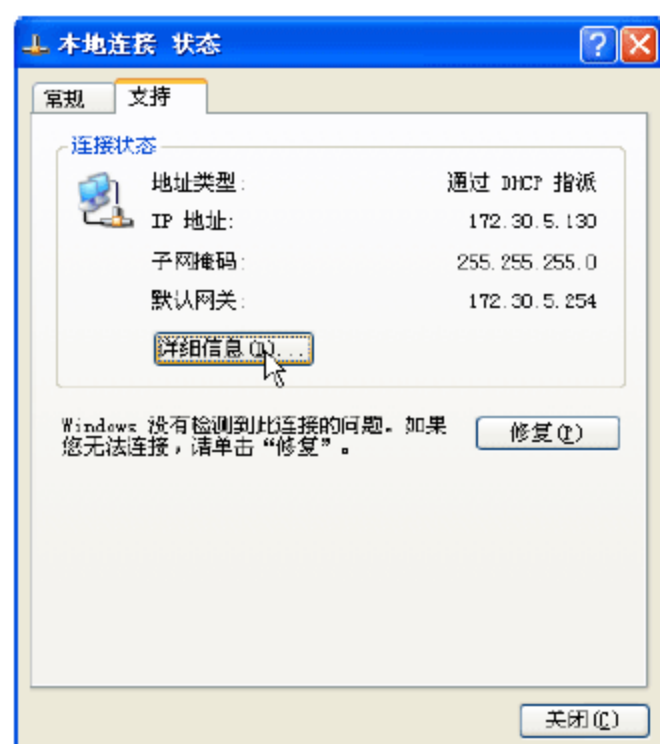 本地连接 状态
常规
支持
连接状态
地址类型:
通过 DHCP 指派
IP 地址:
172.30.5.130
子网掩码:
255.255.255.0
默认网关:
172.30.5.254
详细信息(D)...
Windows 没有检测到此连接的问题。如果
您无法连接，请单击“修复”。
修复(P)
关闭(C)